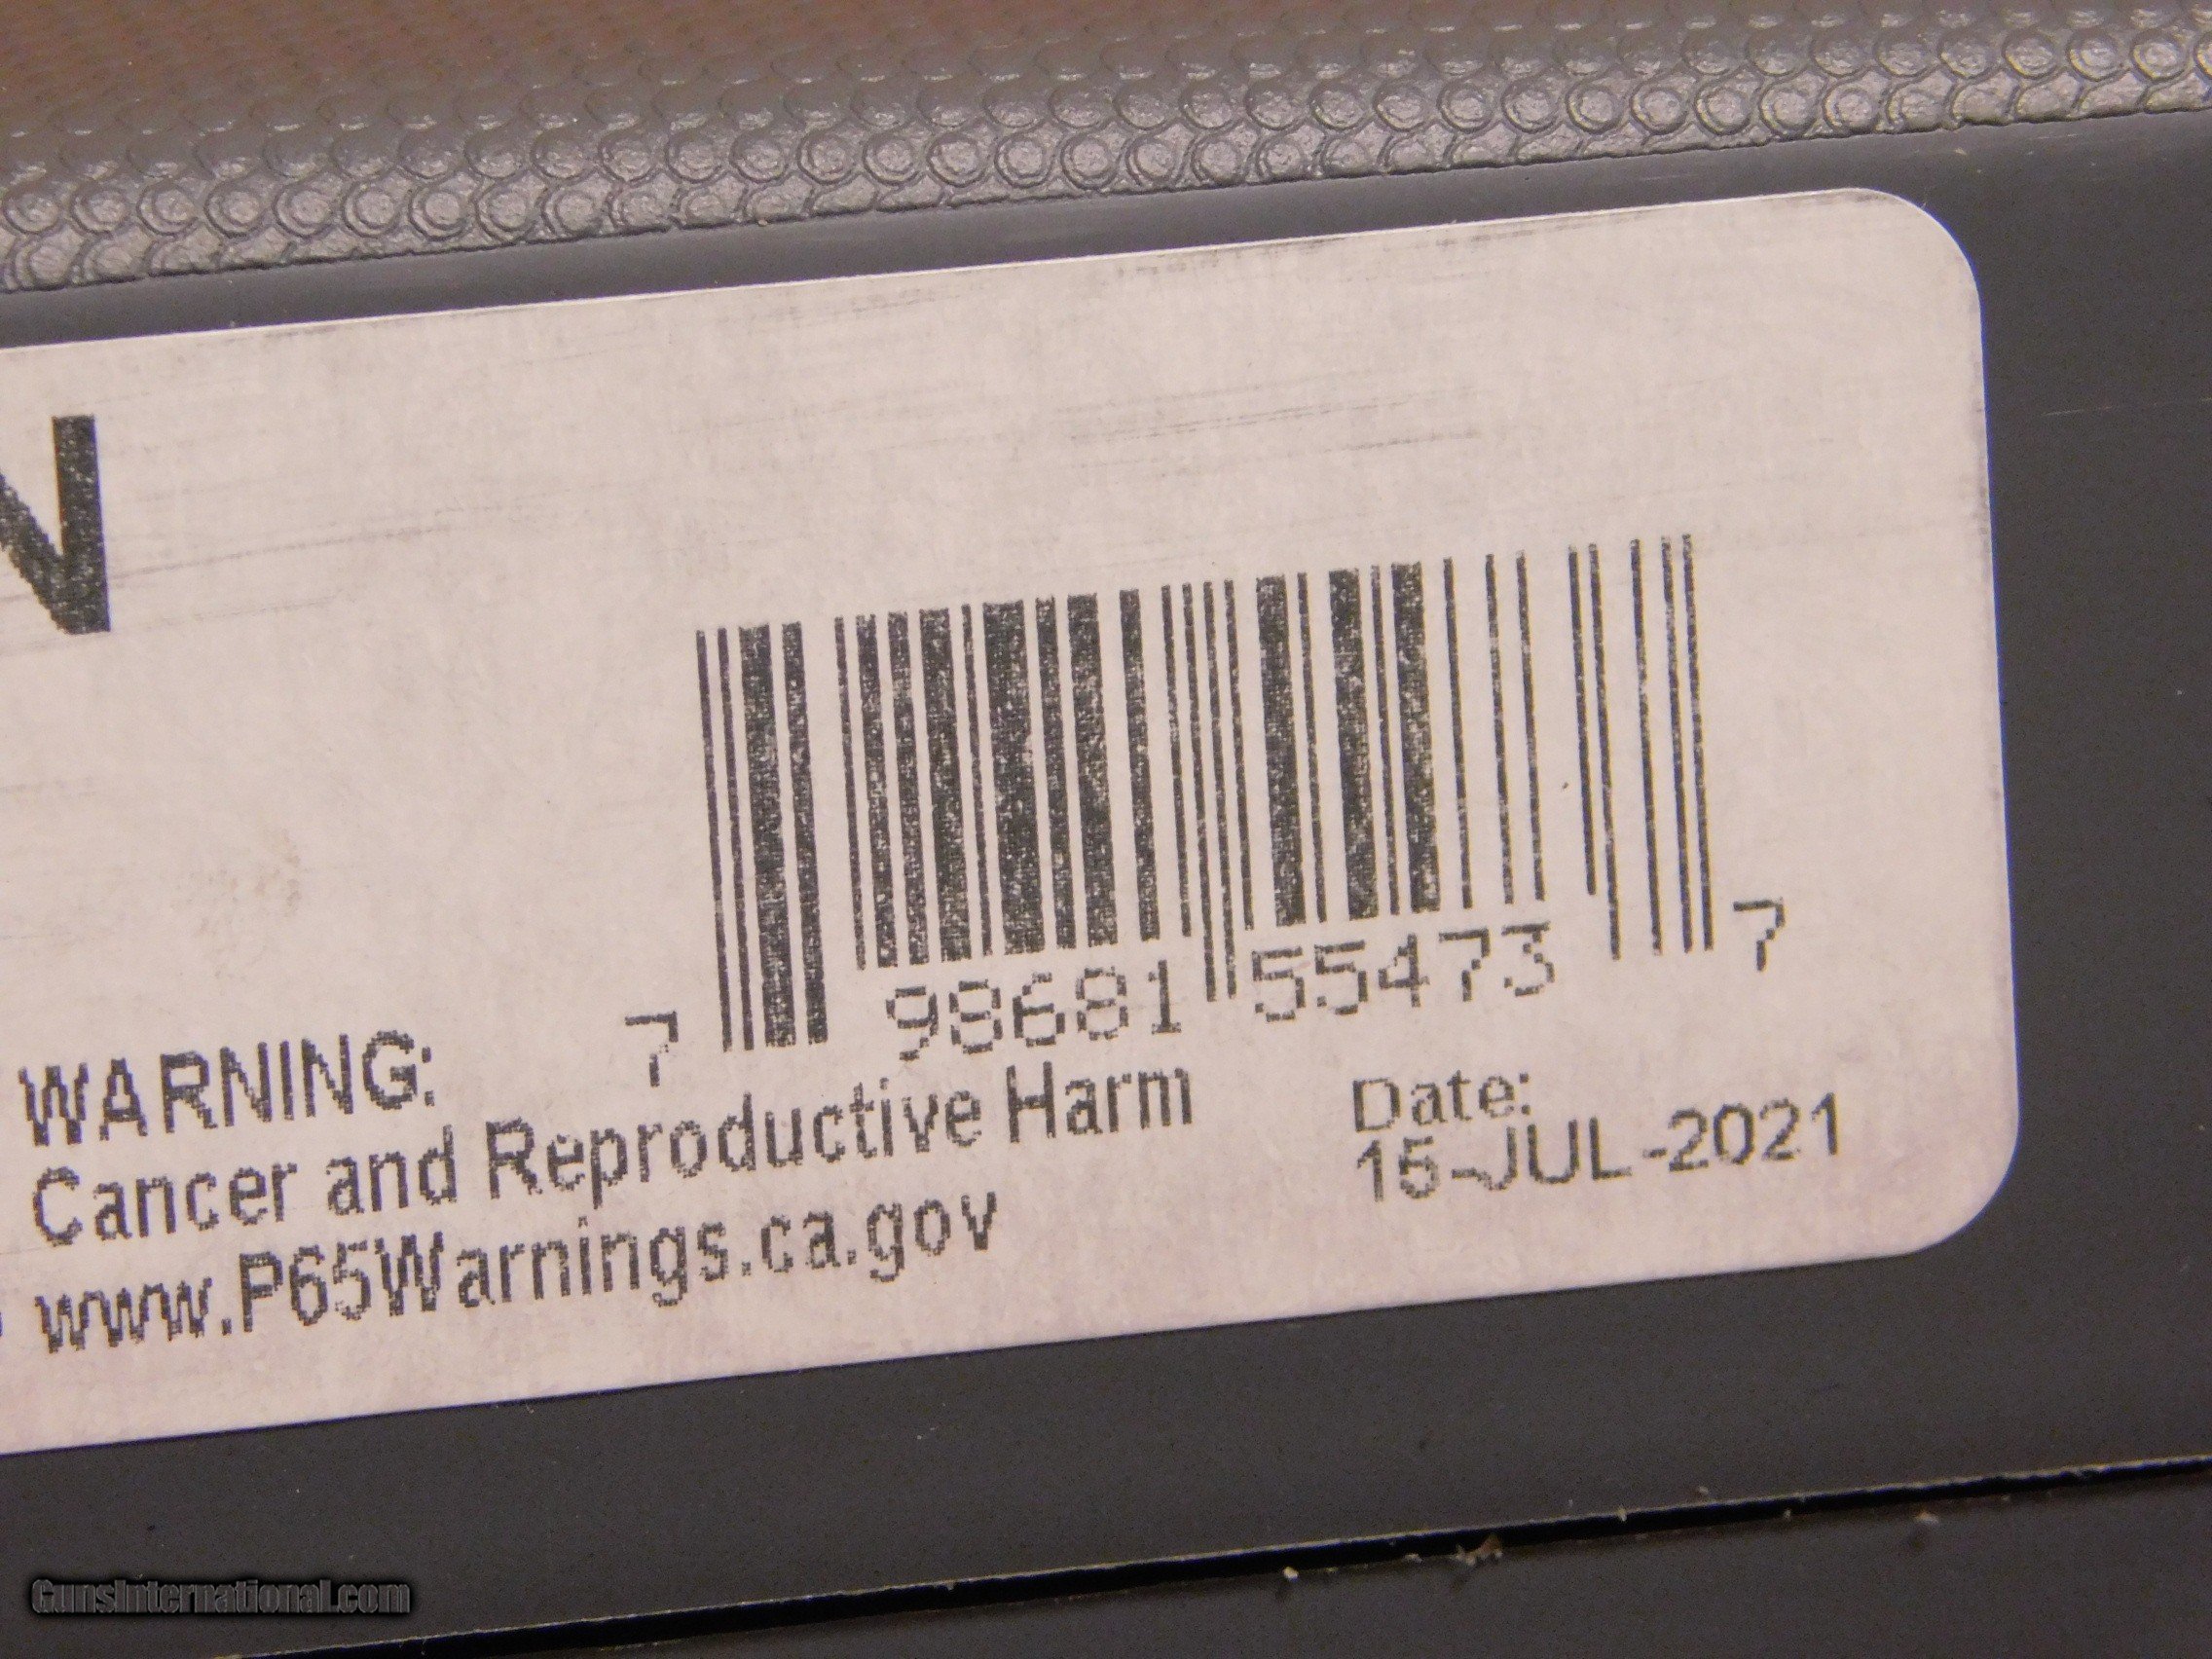 N
7 98681 55473 7
WARNING:
Cancer and Reproductive Harm
www.P65Warnings.ca.gov
Date:
15-JUL-2021
GunsInternational.com